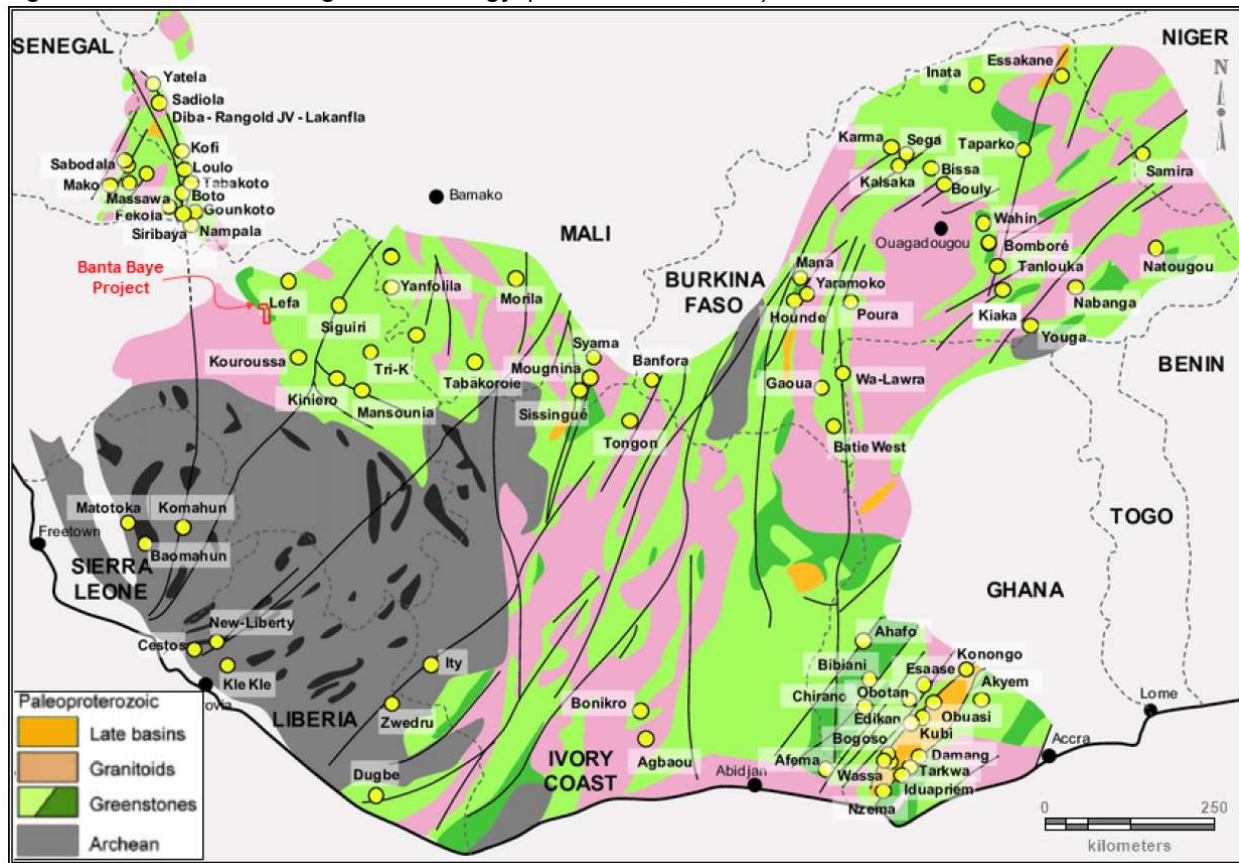 SENEGAL
NIGER
N
Yatela
Sadiola
Diba - Rangold JV - Lakanfla
Essakane
Inata
Kofi
Sabodala
Loulo
Mako
Tabakoto
Massawa
Boto
Fekola
Gounkoto
Siribaya
Nampala
Karma
Sega
Taparko
Kalsaka
Bissa
Bouly
Samira
Bamako
MALI
Wahin
Ouagadougou
Bomboré
Banta Baye
Project
BURKINA
FASO
Mana
Tanlouka
Natougou
Lefa
Yanfolila
Morila
Yaramoko
Siguiri
Hounde
Poura
Kiaka
Nabanga
Youga
Kouroussa
Syama
Tri-K
Mougnina
Banfora
BENIN
Tabakoroie
Gaoua
Wa-Lawra
Kiniero
Mansounia
Sissingué
Tongon
Batie West
Matotoka
Komahun
TOGO
Freetown
Baomahun
SIERRA
LEONE
GHANA
New-Liberty
Cestos
Ahafo
Ity
Kle Kle
Bibiani
Esaase
Konongo
ovia
Chirano
Obotan
Akyem
LIBERIA
Zwedru
Bonikro
Edikan
Obuasi
Lome
Bogoso
Kubi
IVORY
COAST
Agbaou
Afema
Damang
Accra
Dugbe
Abidjan
Wassa
Tarkwa
Iduapriem
Nzema
Paleoproterozoic
Late basins
Granitoids
Greenstones
Archean
0 250
kilometers